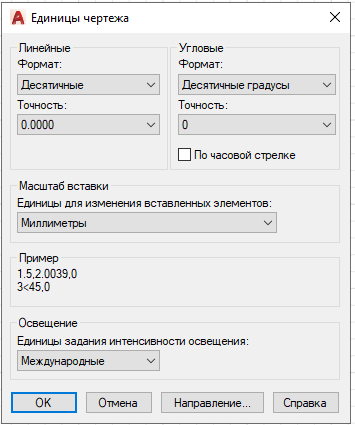 Единицы чертежа
Линейные
Формат:
Десятичные
Точность:
0.0000
Угловые
Формат:
Десятичные градусы
Точность:
0
По часовой стрелке
Масштаб вставки
Единицы для изменения вставленных элементов:
Миллиметры
Пример
1.5,2.0039,0
3<45,0
Освещение
Единицы задания интенсивности освещения:
Международные
OK
Отмена
Направление...
Справка